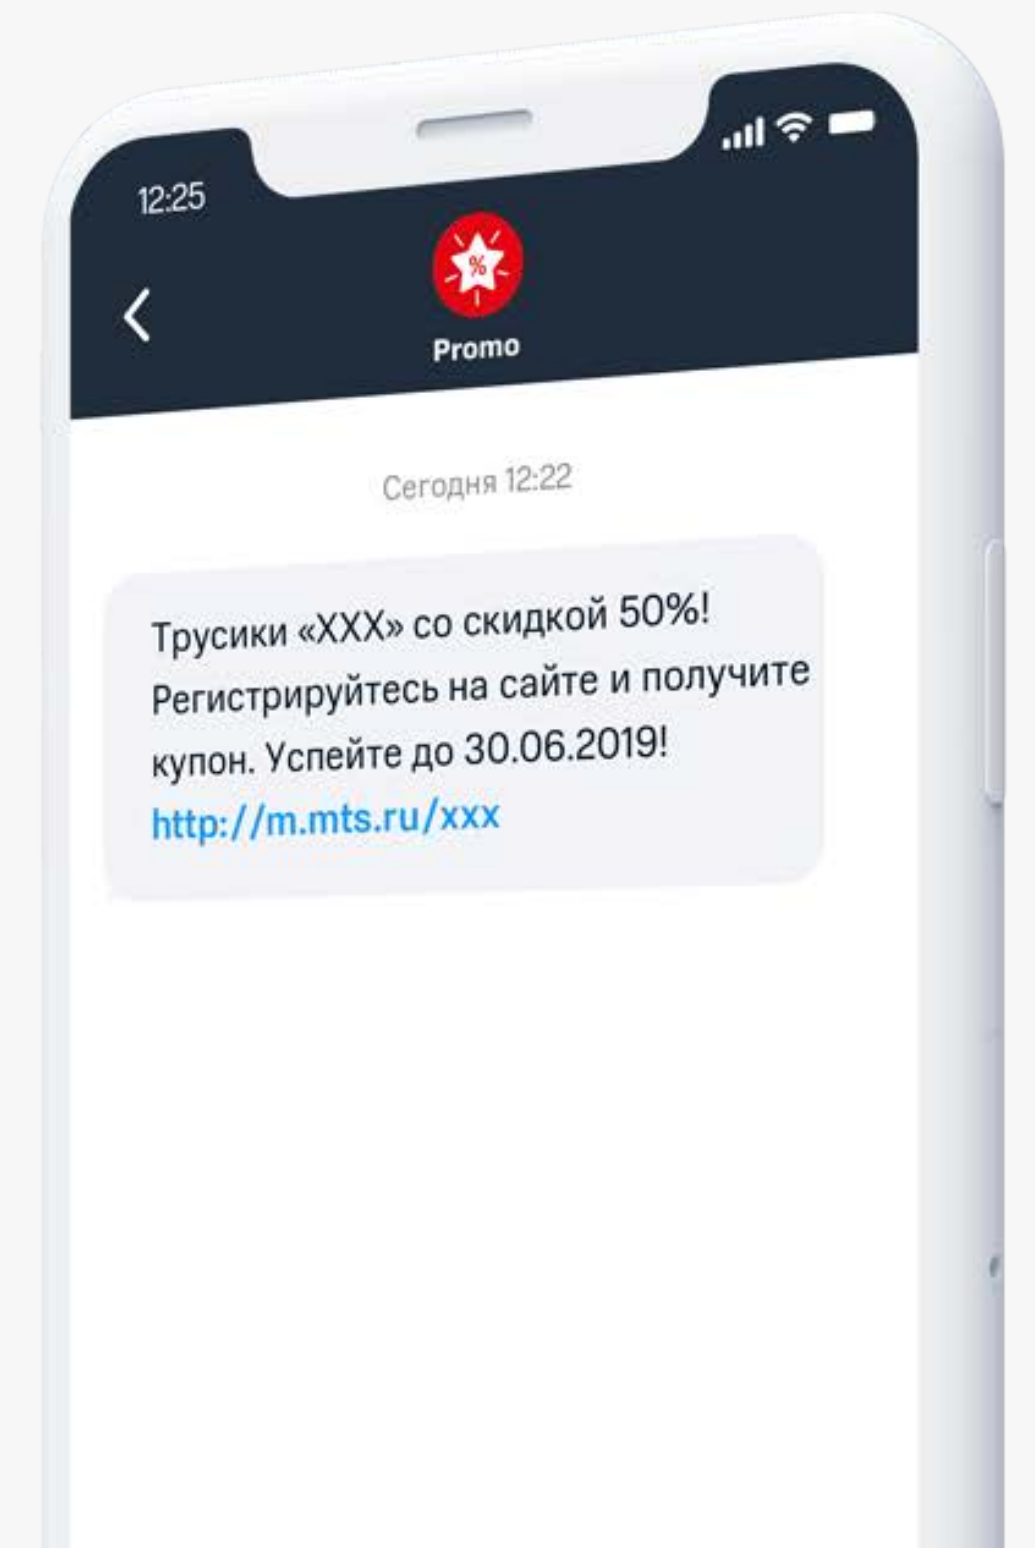 12:25
%
Promo
Сегодня 12:22
Трусики «XXX» со скидкой 50%!
Регистрируйтесь на сайте и получите
купон. Успейте до 30.06.2019!
http://m.mts.ru/xxx